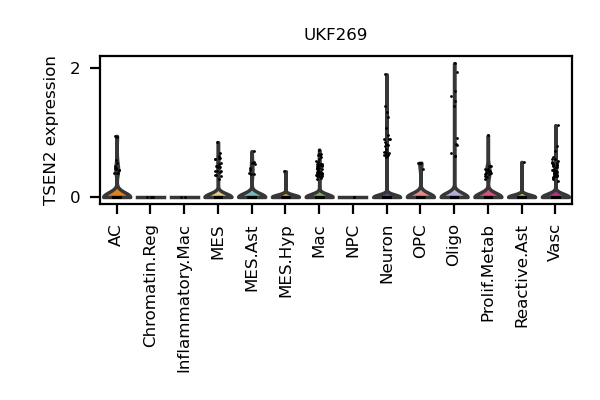 UKF269
TSEN2 expression
2
0
AC
Chromatin.Reg
Inflammatory.Mac
MES
MES.Ast
MES.Hyp
Mac
NPC
Neuron
OPC
Oligo
Prolif.Metab
Reactive.Ast
Vasc